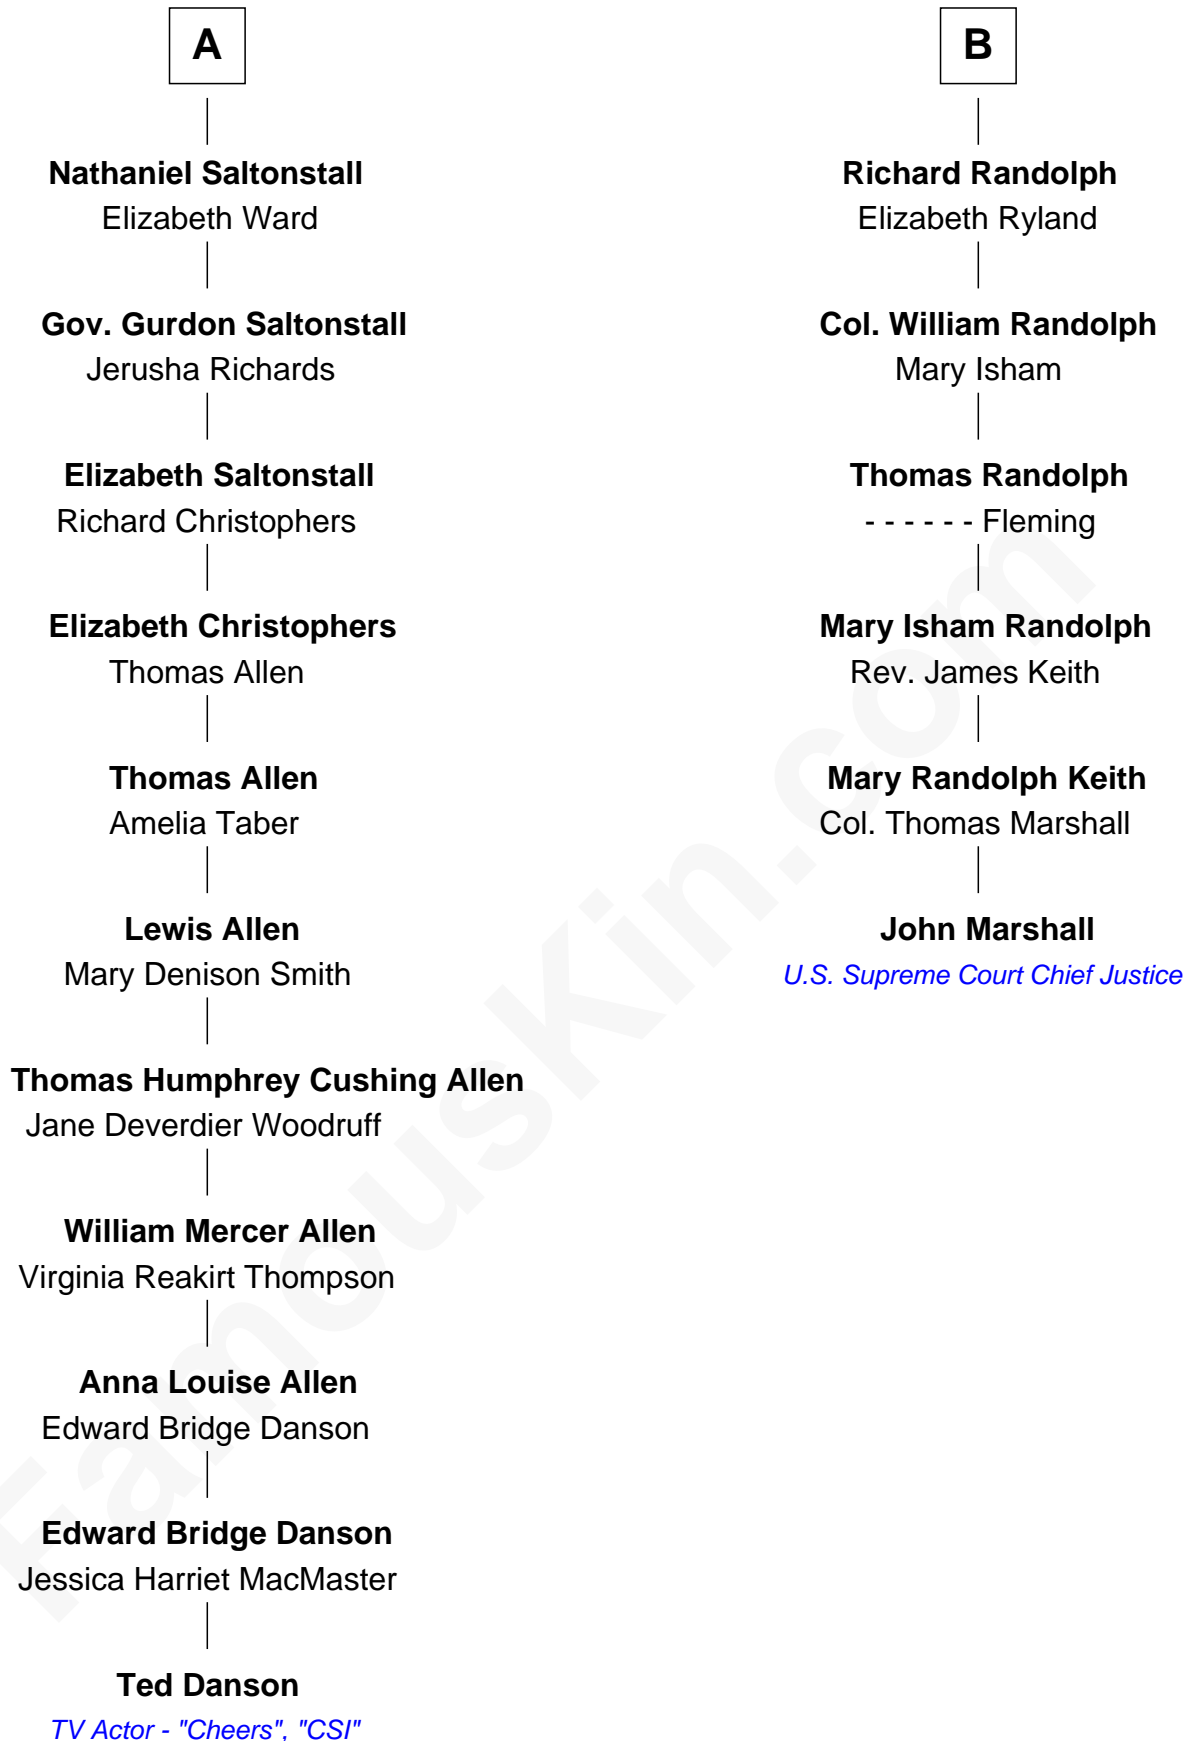 A
Nathaniel Saltonstall
Elizabeth Ward
Gov. Gurdon Saltonstall
Jerusha Richards
Elizabeth Saltonstall
Richard Christophers
Elizabeth Christophers
Thomas Allen
Thomas Allen
Amelia Taber
Lewis Allen
Mary Denison Smith
Thomas Humphrey Cushing Allen
Jane Deverdier Woodruff
William Mercer Allen
Virginia Reakirt Thompson
Anna Louise Allen
Edward Bridge Danson
Edward Bridge Danson
Jessica Harriet MacMaster
Ted Danson
TV Actor - "Cheers", "CSI"
B
Richard Randolph
Elizabeth Ryland
Col. William Randolph
Mary Isham
Thomas Randolph
- - - - - - Fleming
Mary Isham Randolph
Rev. James Keith
Mary Randolph Keith
Col. Thomas Marshall
John Marshall
U.S. Supreme Court Chief Justice
FamousKin.com